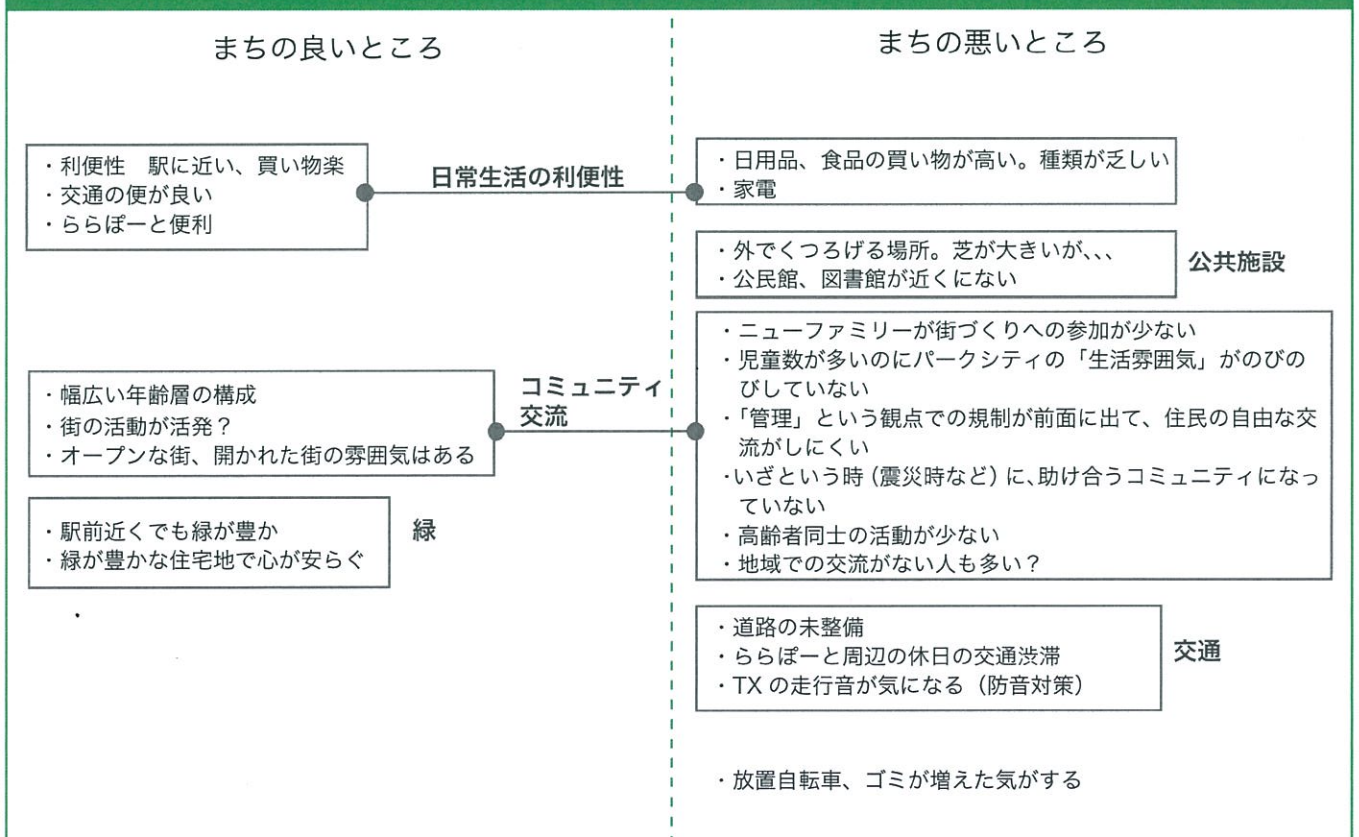 まちの良いところ
まちの悪いところ
・利便性　駅に近い、買い物楽
・交通の便が良い
・ららぽーと便利
日常生活の利便性
・日用品、食品の買い物が高い。種類が乏しい
・家電
・外でくつろげる場所。芝が大きいが、、、
・公民館、図書館が近くにない
公共施設
・幅広い年齢層の構成
・街の活動が活発？
・オープンな街、開かれた街の雰囲気はある
コミュニティ
交流
・ニューファミリーが街づくりへの参加が少ない
・児童数が多いのにパークシティの「生活雰囲気」がのびの
びしていない
・「管理」という観点での規制が前面に出て、住民の自由な交
流がしにくい
・いざという時（震災時など）に、助け合うコミュニティになっ
ていない
・高齢者同士の活動が少ない
・地域での交流がない人も多い？
・駅前近くでも緑が豊か
・緑が豊かな住宅地で心が安らぐ
緑
・道路の未整備
・ららぽーと周辺の休日の交通渋滞
・TX の走行音が気になる（防音対策）
交通
・放置自転車、ゴミが増えた気がする